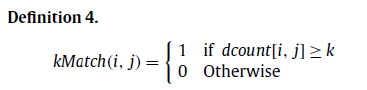 Definition 4.
kMatch(i, j) = { 1 if dcount[i, j] ≥ k
0 Otherwise